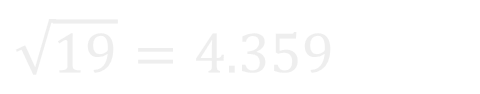 √19 = 4.359